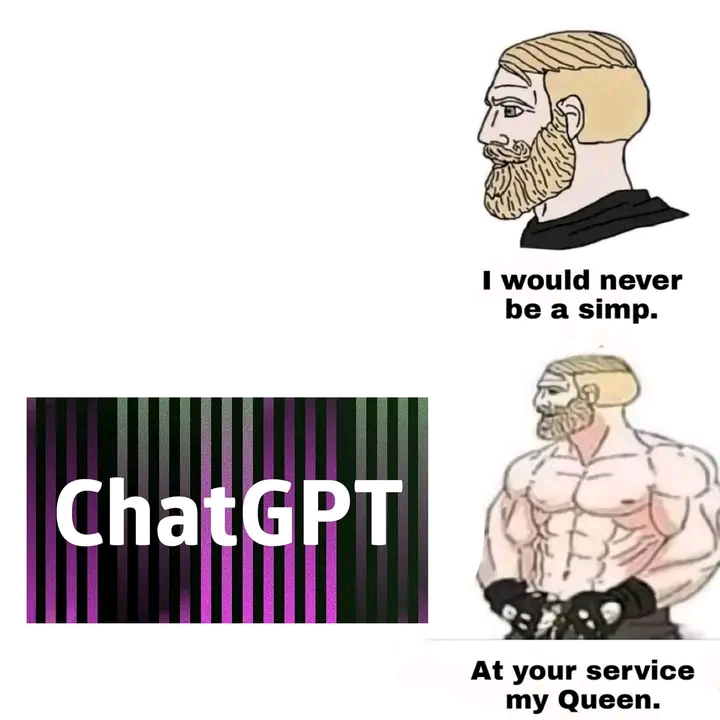 I would never
be a simp.
ChatGPT
At your service
my Queen.